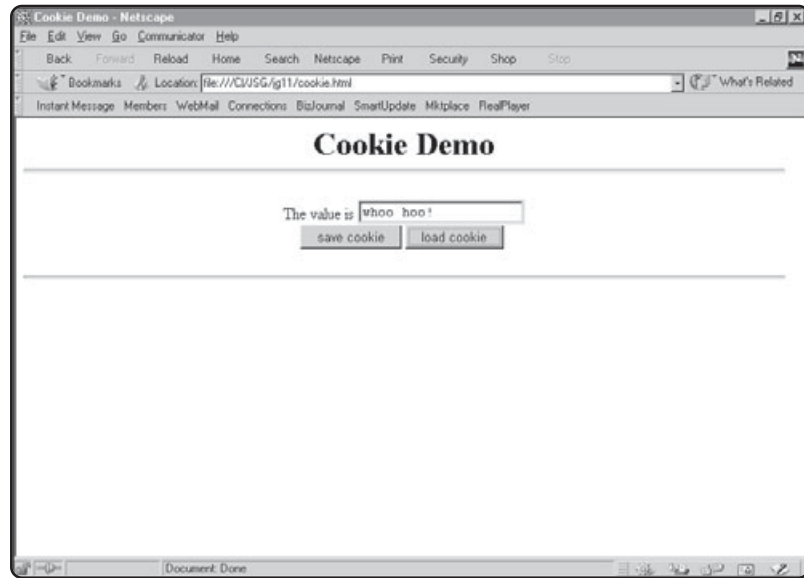 Cookie Demo - Netscape
File Edit View Go Communicator Help
Back Forward Reload Home Search Netscape Print Security Shop Stop
Bookmarks Location: file:///C|/JSG/jg11/cookie.html What's Related
Instant Message Members WebMail Connections BizJournal SmartUpdate Mktplace RealPlayer
Cookie Demo
The value is whoo hoo!
save cookie load cookie
Document: Done